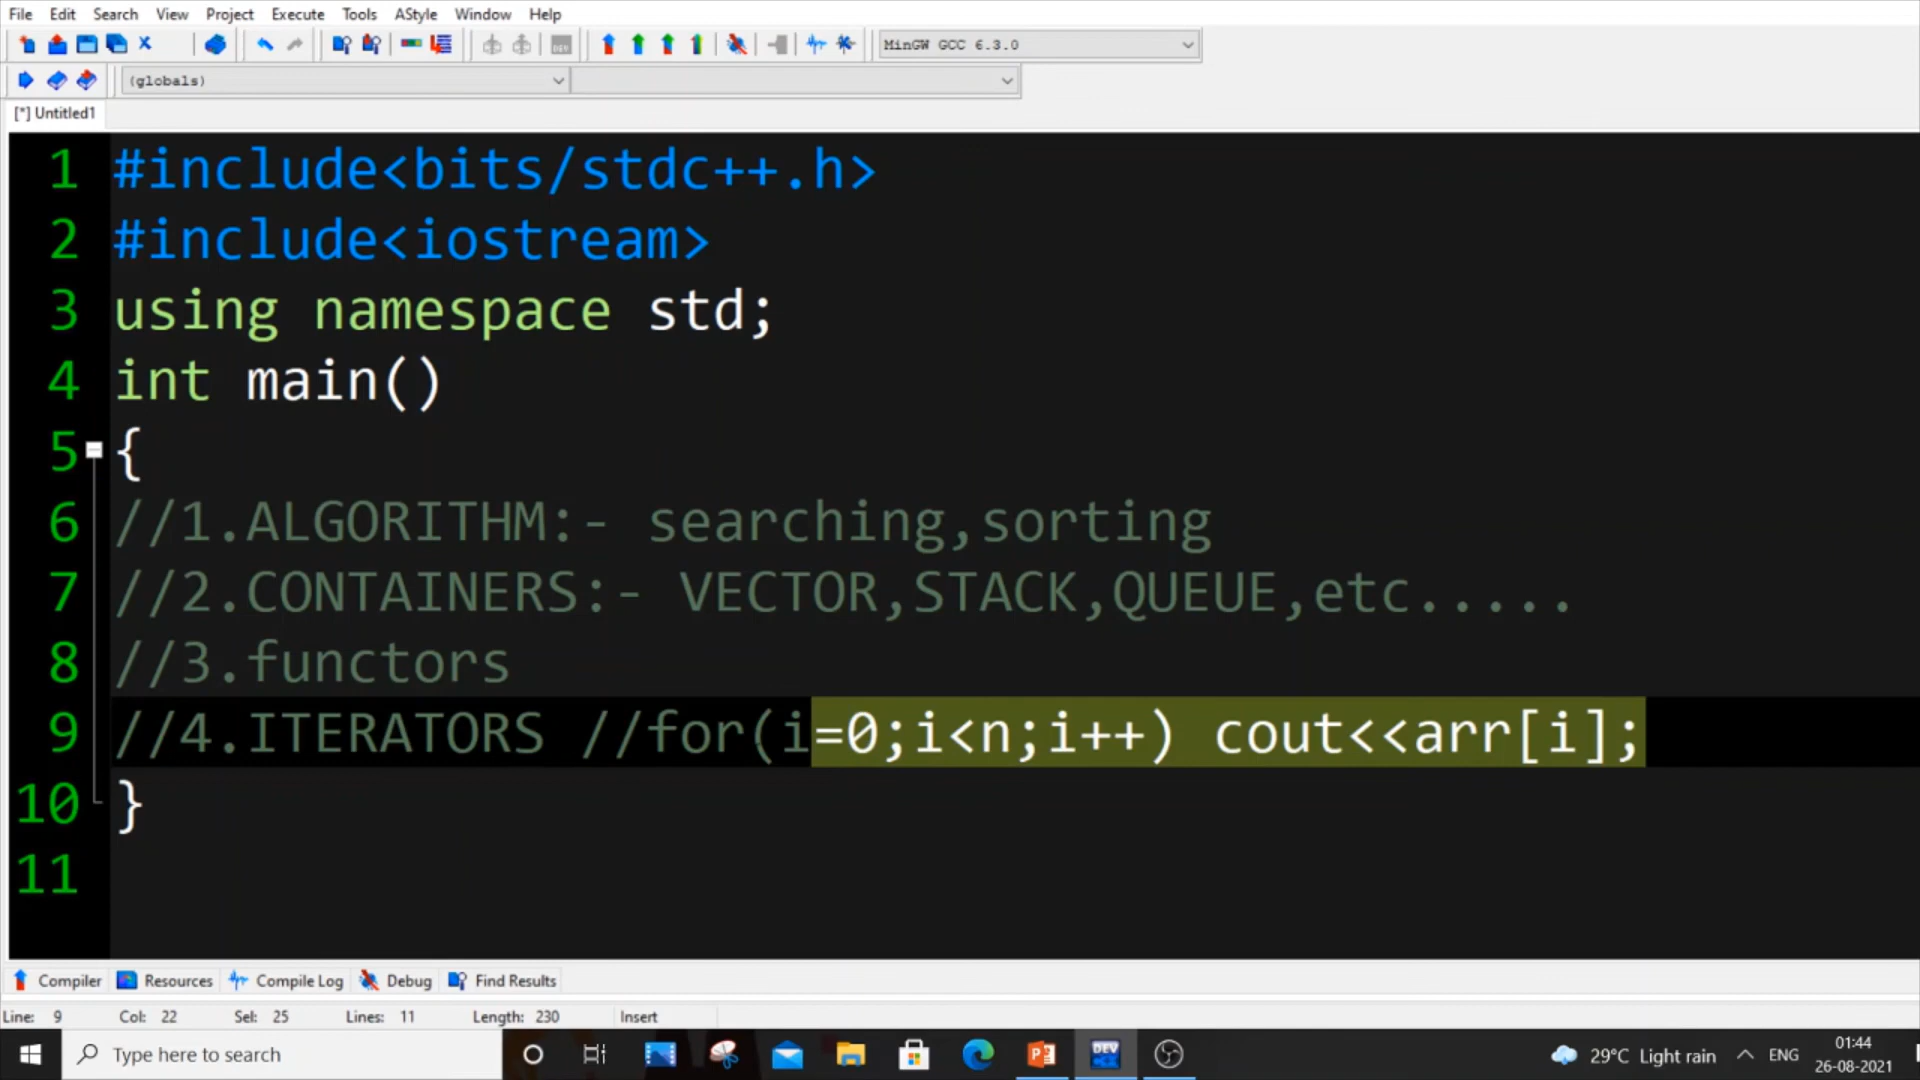 File Edit Search View Project Execute Tools AStyle Window Help
MinGW GCC 6.3.0
(globals)
[*] Untitled1
1 #include<bits/stdc++.h>
2 #include<iostream>
3 using namespace std;
4 int main()
5 {
6 //1.ALGORITHM:- searching,sorting
7 //2.CONTAINERS:- VECTOR,STACK,QUEUE,etc.....
8 //3.functors
9 //4.ITERATORS //for(i=0;i<n;i++) cout<<arr[i];
10 }
11
Compiler Resources Compile Log Debug Find Results
Line: 9 Col: 22 Sel: 25 Lines: 11 Length: 230 Insert
Type here to search
DEV
29°C Light rain
ENG
01:44
26-08-2021